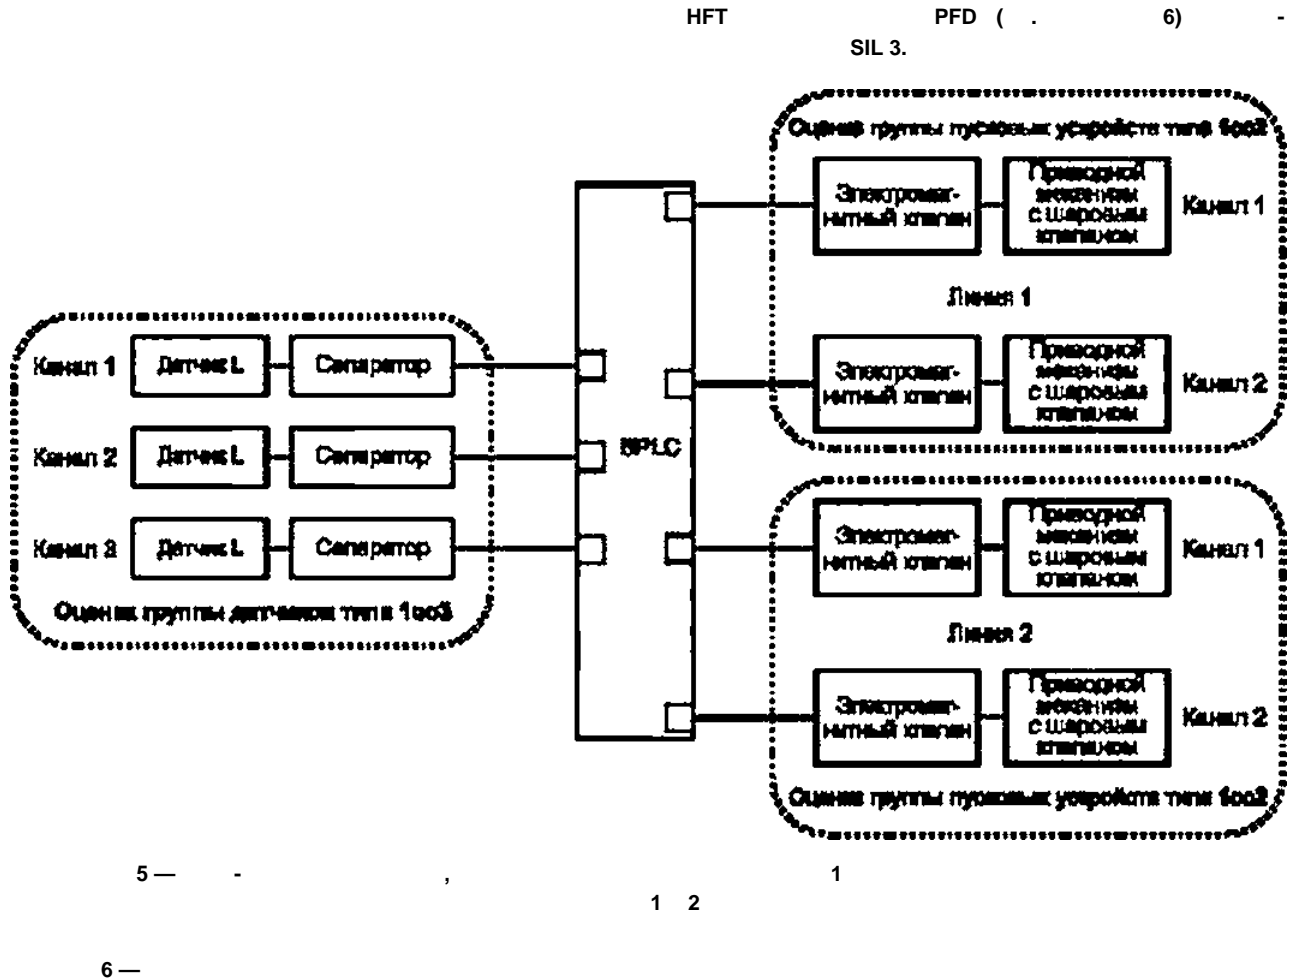 HFT PFD ( . 6) -
SIL 3.
Оценка группы пусковых устройств типа 1oo2
Электромаг-
нитный клапан
Приводной
механизм
с шаровым
клапаном
Канал 1
Линия 1
Электромаг-
нитный клапан
Приводной
механизм
с шаровым
клапаном
Канал 2
Канал 1
Датчик L
Сепаратор
Канал 2
Датчик L
Сепаратор
Канал 3
Датчик L
Сепаратор
Оценка группы датчиков типа 1oo3
SPLC
Электромаг-
нитный клапан
Приводной
механизм
с шаровым
клапаном
Канал 1
Линия 2
Электромаг-
нитный клапан
Приводной
механизм
с шаровым
клапаном
Канал 2
Оценка группы пусковых устройств типа 1oo2
5 — - , 1
1 2
6 —